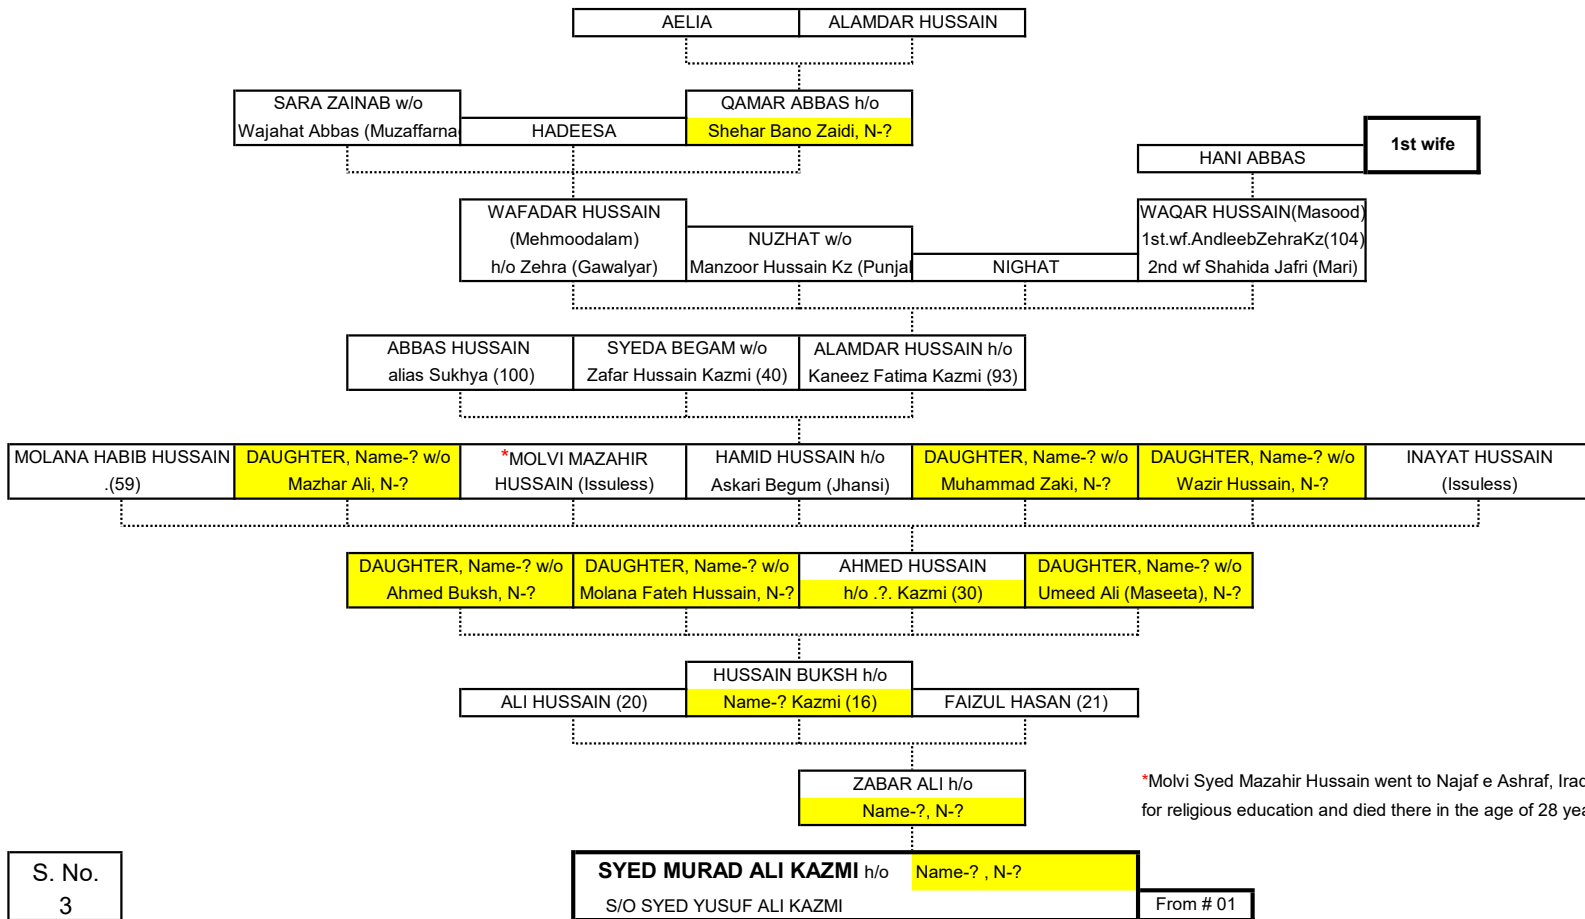 AELIA
ALAMDAR HUSSAIN
SARA ZAINAB w/o
Wajahat Abbas (Muzaffarna
HADEESA
QAMAR ABBAS h/o
Shehar Bano Zaidi, N-?
HANI ABBAS
1st wife
WAFADAR HUSSAIN
(Mehmoodalam)
h/o Zehra (Gawalyar)
NUZHAT w/o
Manzoor Hussain Kz (Punjal
NIGHAT
WAQAR HUSSAIN(Masood)
1st.wf.AndleebZehraKz(104)
2nd wf Shahida Jafri (Mari)
ABBAS HUSSAIN
alias Sukhya (100)
SYEDA BEGAM w/o
Zafar Hussain Kazmi (40)
ALAMDAR HUSSAIN h/o
Kaneez Fatima Kazmi (93)
MOLANA HABIB HUSSAIN
.(59)
DAUGHTER, Name-? w/o
Mazhar Ali, N-?
*MOLVI MAZAHIR
HUSSAIN (Issuless)
HAMID HUSSAIN h/o
Askari Begum (Jhansi)
DAUGHTER, Name-? w/o
Muhammad Zaki, N-?
DAUGHTER, Name-? w/o
Wazir Hussain, N-?
INAYAT HUSSAIN
(Issuless)
DAUGHTER, Name-? w/o
Ahmed Buksh, N-?
DAUGHTER, Name-? w/o
Molana Fateh Hussain, N-?
AHMED HUSSAIN
h/o .?. Kazmi (30)
DAUGHTER, Name-? w/o
Umeed Ali (Maseeta), N-?
ALI HUSSAIN (20)
HUSSAIN BUKSH h/o
Name-? Kazmi (16)
FAIZUL HASAN (21)
ZABAR ALI h/o
Name-?, N-?
*Molvi Syed Mazahir Hussain went to Najaf e Ashraf, Iraq
for religious education and died there in the age of 28 yea
S. No.
3
SYED MURAD ALI KAZMI h/o Name-? , N-?
S/O SYED YUSUF ALI KAZMI
From # 01